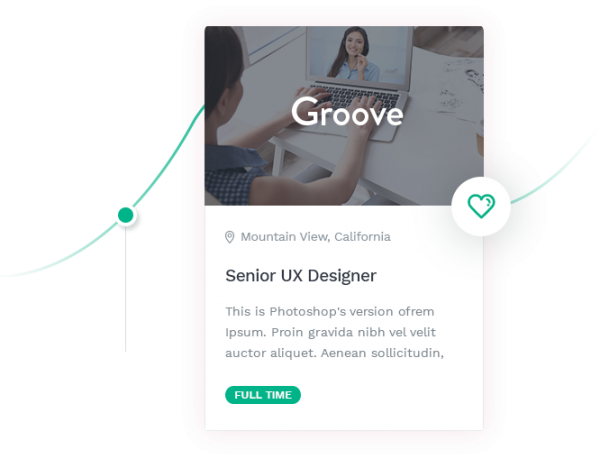 Groove
Mountain View, California
Senior UX Designer
This is Photoshop's version ofrem
Ipsum. Proin gravida nibh vel velit
auctor aliquet. Aenean sollicitudin,
FULL TIME